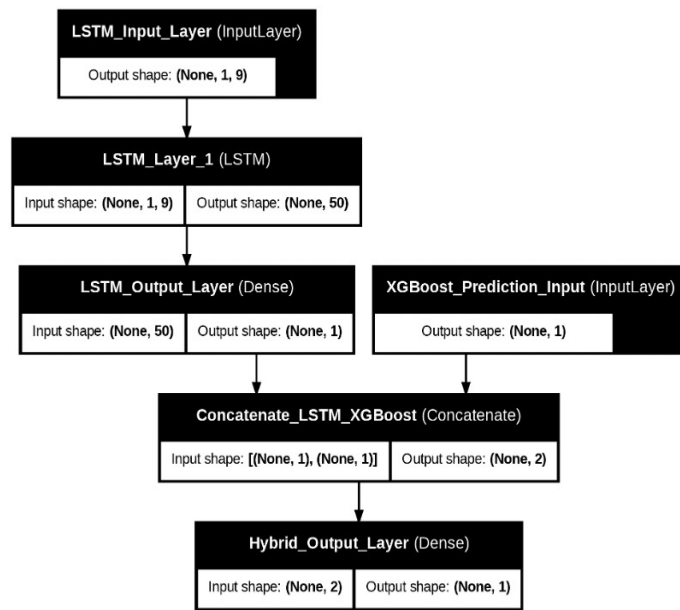 LSTM_Input_Layer (InputLayer)
Output shape: (None, 1, 9)
LSTM_Layer_1 (LSTM)
Input shape: (None, 1, 9) Output shape: (None, 50)
LSTM_Output_Layer (Dense)
Input shape: (None, 50) Output shape: (None, 1)
XGBoost_Prediction_Input (InputLayer)
Output shape: (None, 1)
Concatenate_LSTM_XGBoost (Concatenate)
Input shape: [(None, 1), (None, 1)] Output shape: (None, 2)
Hybrid_Output_Layer (Dense)
Input shape: (None, 2) Output shape: (None, 1)